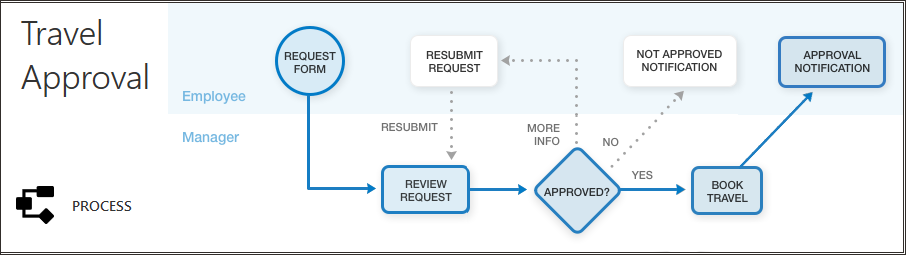 Travel
Approval
Employee
Manager
PROCESS
REQUEST
FORM
RESUBMIT
REQUEST
NOT APPROVED
NOTIFICATION
APPROVAL
NOTIFICATION
RESUBMIT
MORE
INFO
NO
YES
REVIEW
REQUEST
APPROVED?
BOOK
TRAVEL